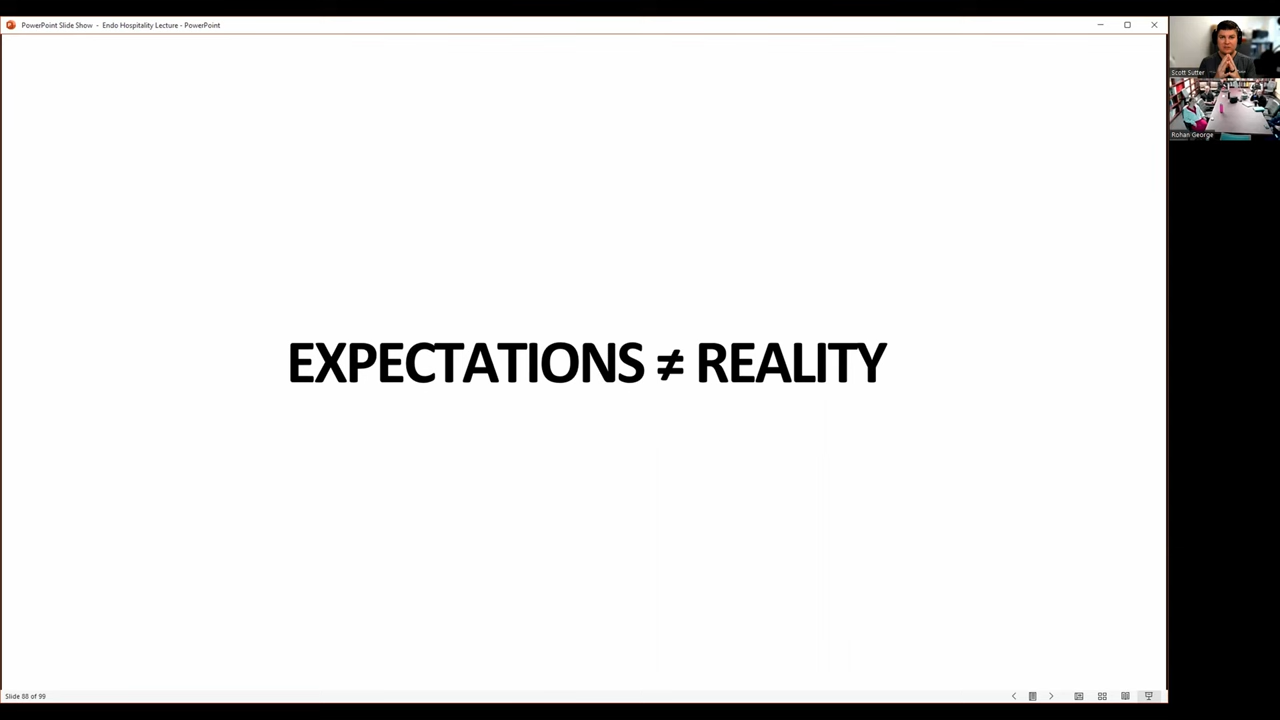 PowerPoint Slide Show - Endo Hospitality Lecture - PowerPoint
Scott Sutter
Rohan George
EXPECTATIONS ≠ REALITY
Slide 88 of 99